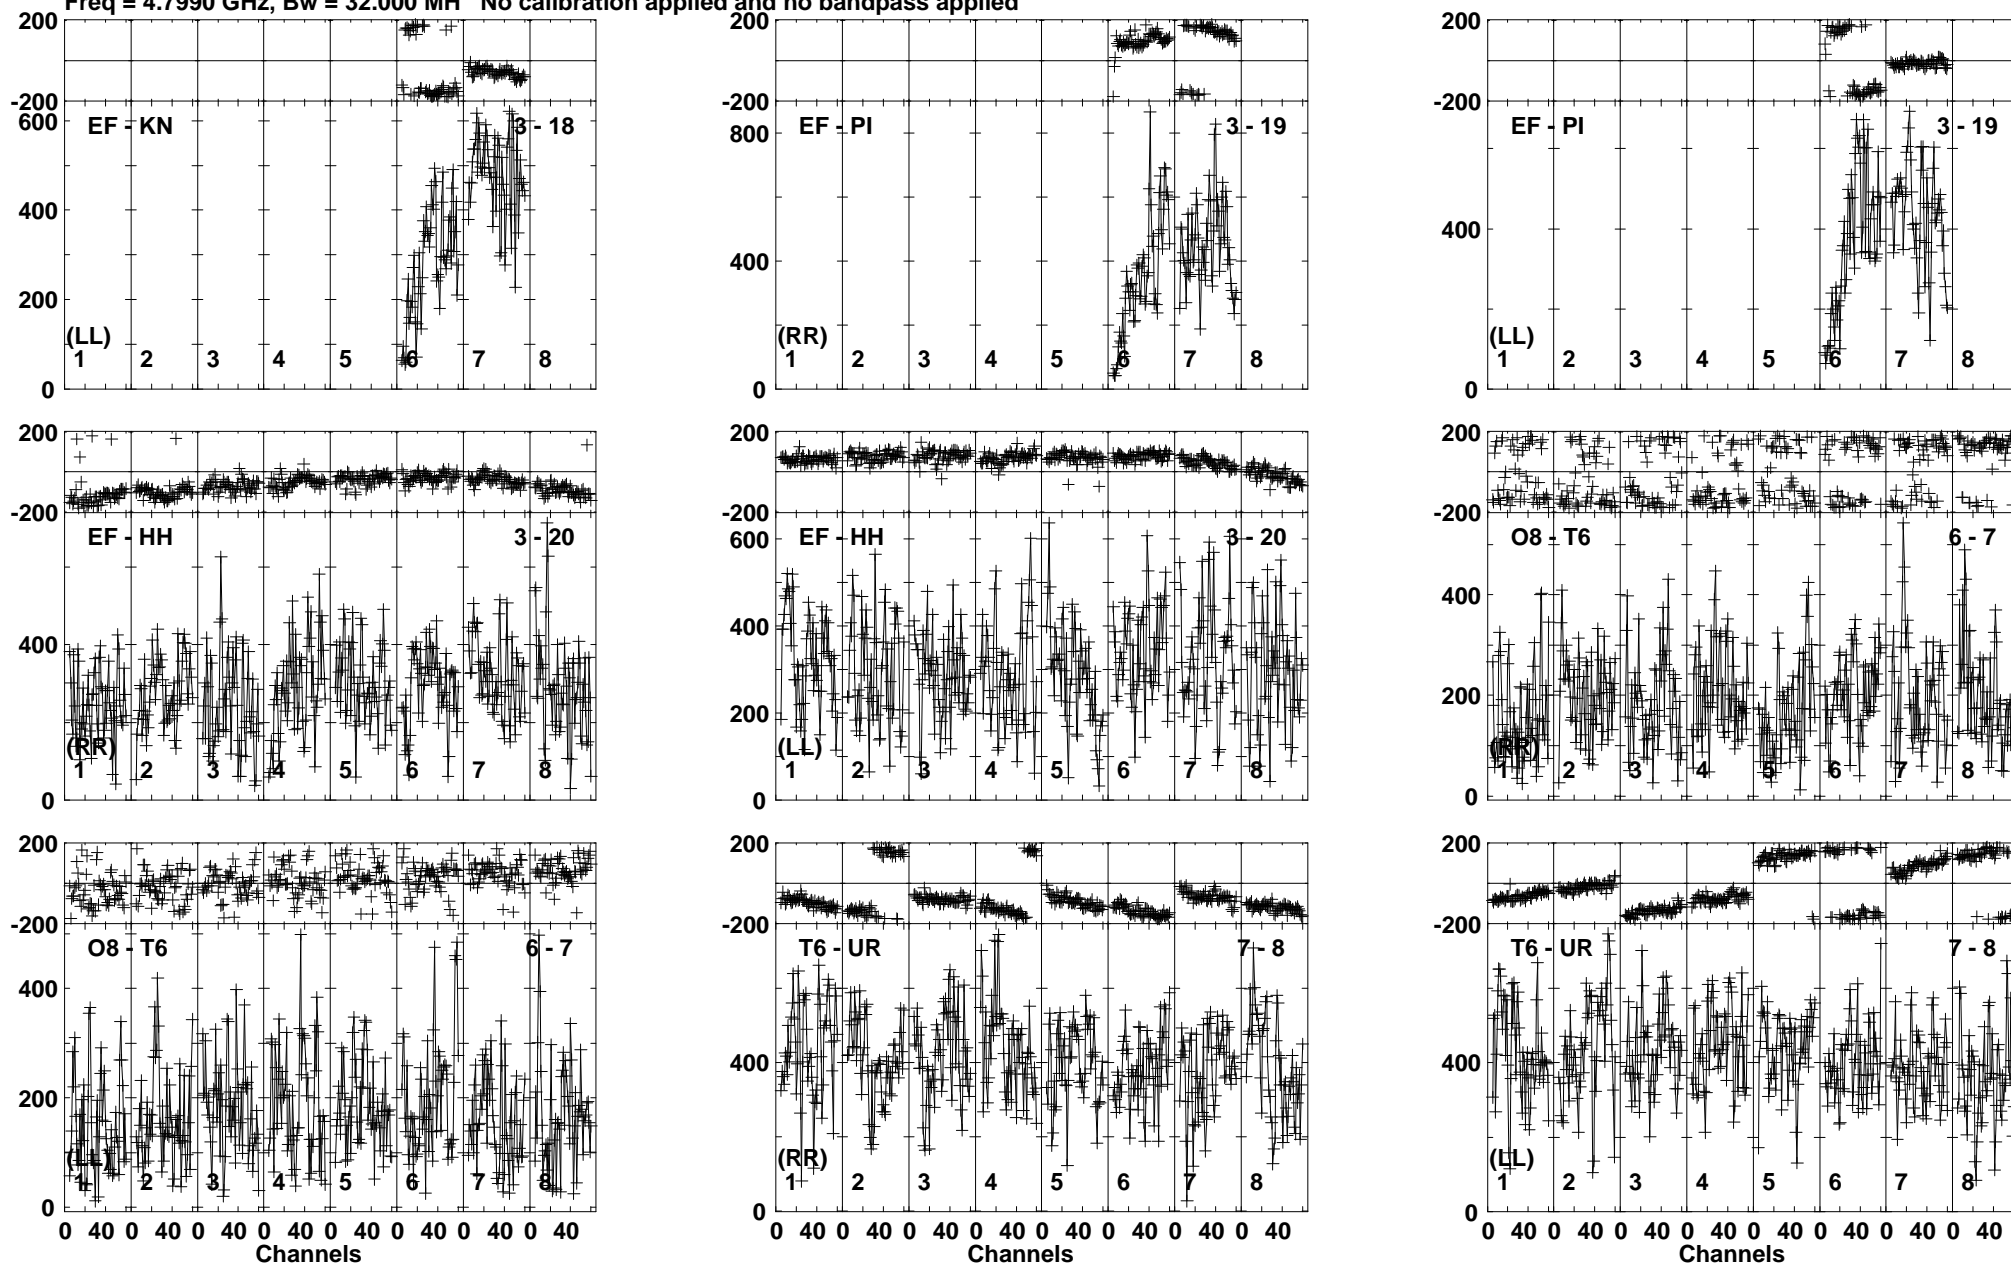 Freq = 4.7990 GHz, Bw = 32.000 MH No calibration applied and no bandpass applied
200 200 200
-200 -200 -200
600 EF - KN 3 - 18 800 EF - PI 3 - 19 EF - PI 3 - 19
400 400 400
200
(LL) (RR) (LL)
1 2 3 4 5 6 7 8 1 2 3 4 5 6 7 8 1 2 3 4 5 6 7 8
0 0 0
200 200 200
-200 -200 -200
EF - HH 3 - 20 600 EF - HH 3 - 20 O8 - T6 6 - 7
400 400 400
200 200
(RR) (LL) (RR)
1 2 3 4 5 6 7 8 1 2 3 4 5 6 7 8 1 2 3 4 5 6 7 8
0 0 0
200 200 200
-200 -200 -200
O8 - T6 6 - 7 T6 - UR 7 - 8 T6 - UR 7 - 8
400 400 400
200
(LL) (RR) (LL)
1 2 3 4 5 6 7 8 1 2 3 4 5 6 7 8 1 2 3 4 5 6 7 8
0 0 0
0 40 0 40 0 40 0 40 0 40 0 40 0 40 0 40 0 40 0 40 0 40 0 40 0 40 0 40 0 40 0 40 0 40 0 40 0 40 0 40 0 40 0 40 0 40 0 40
Channels Channels Channels